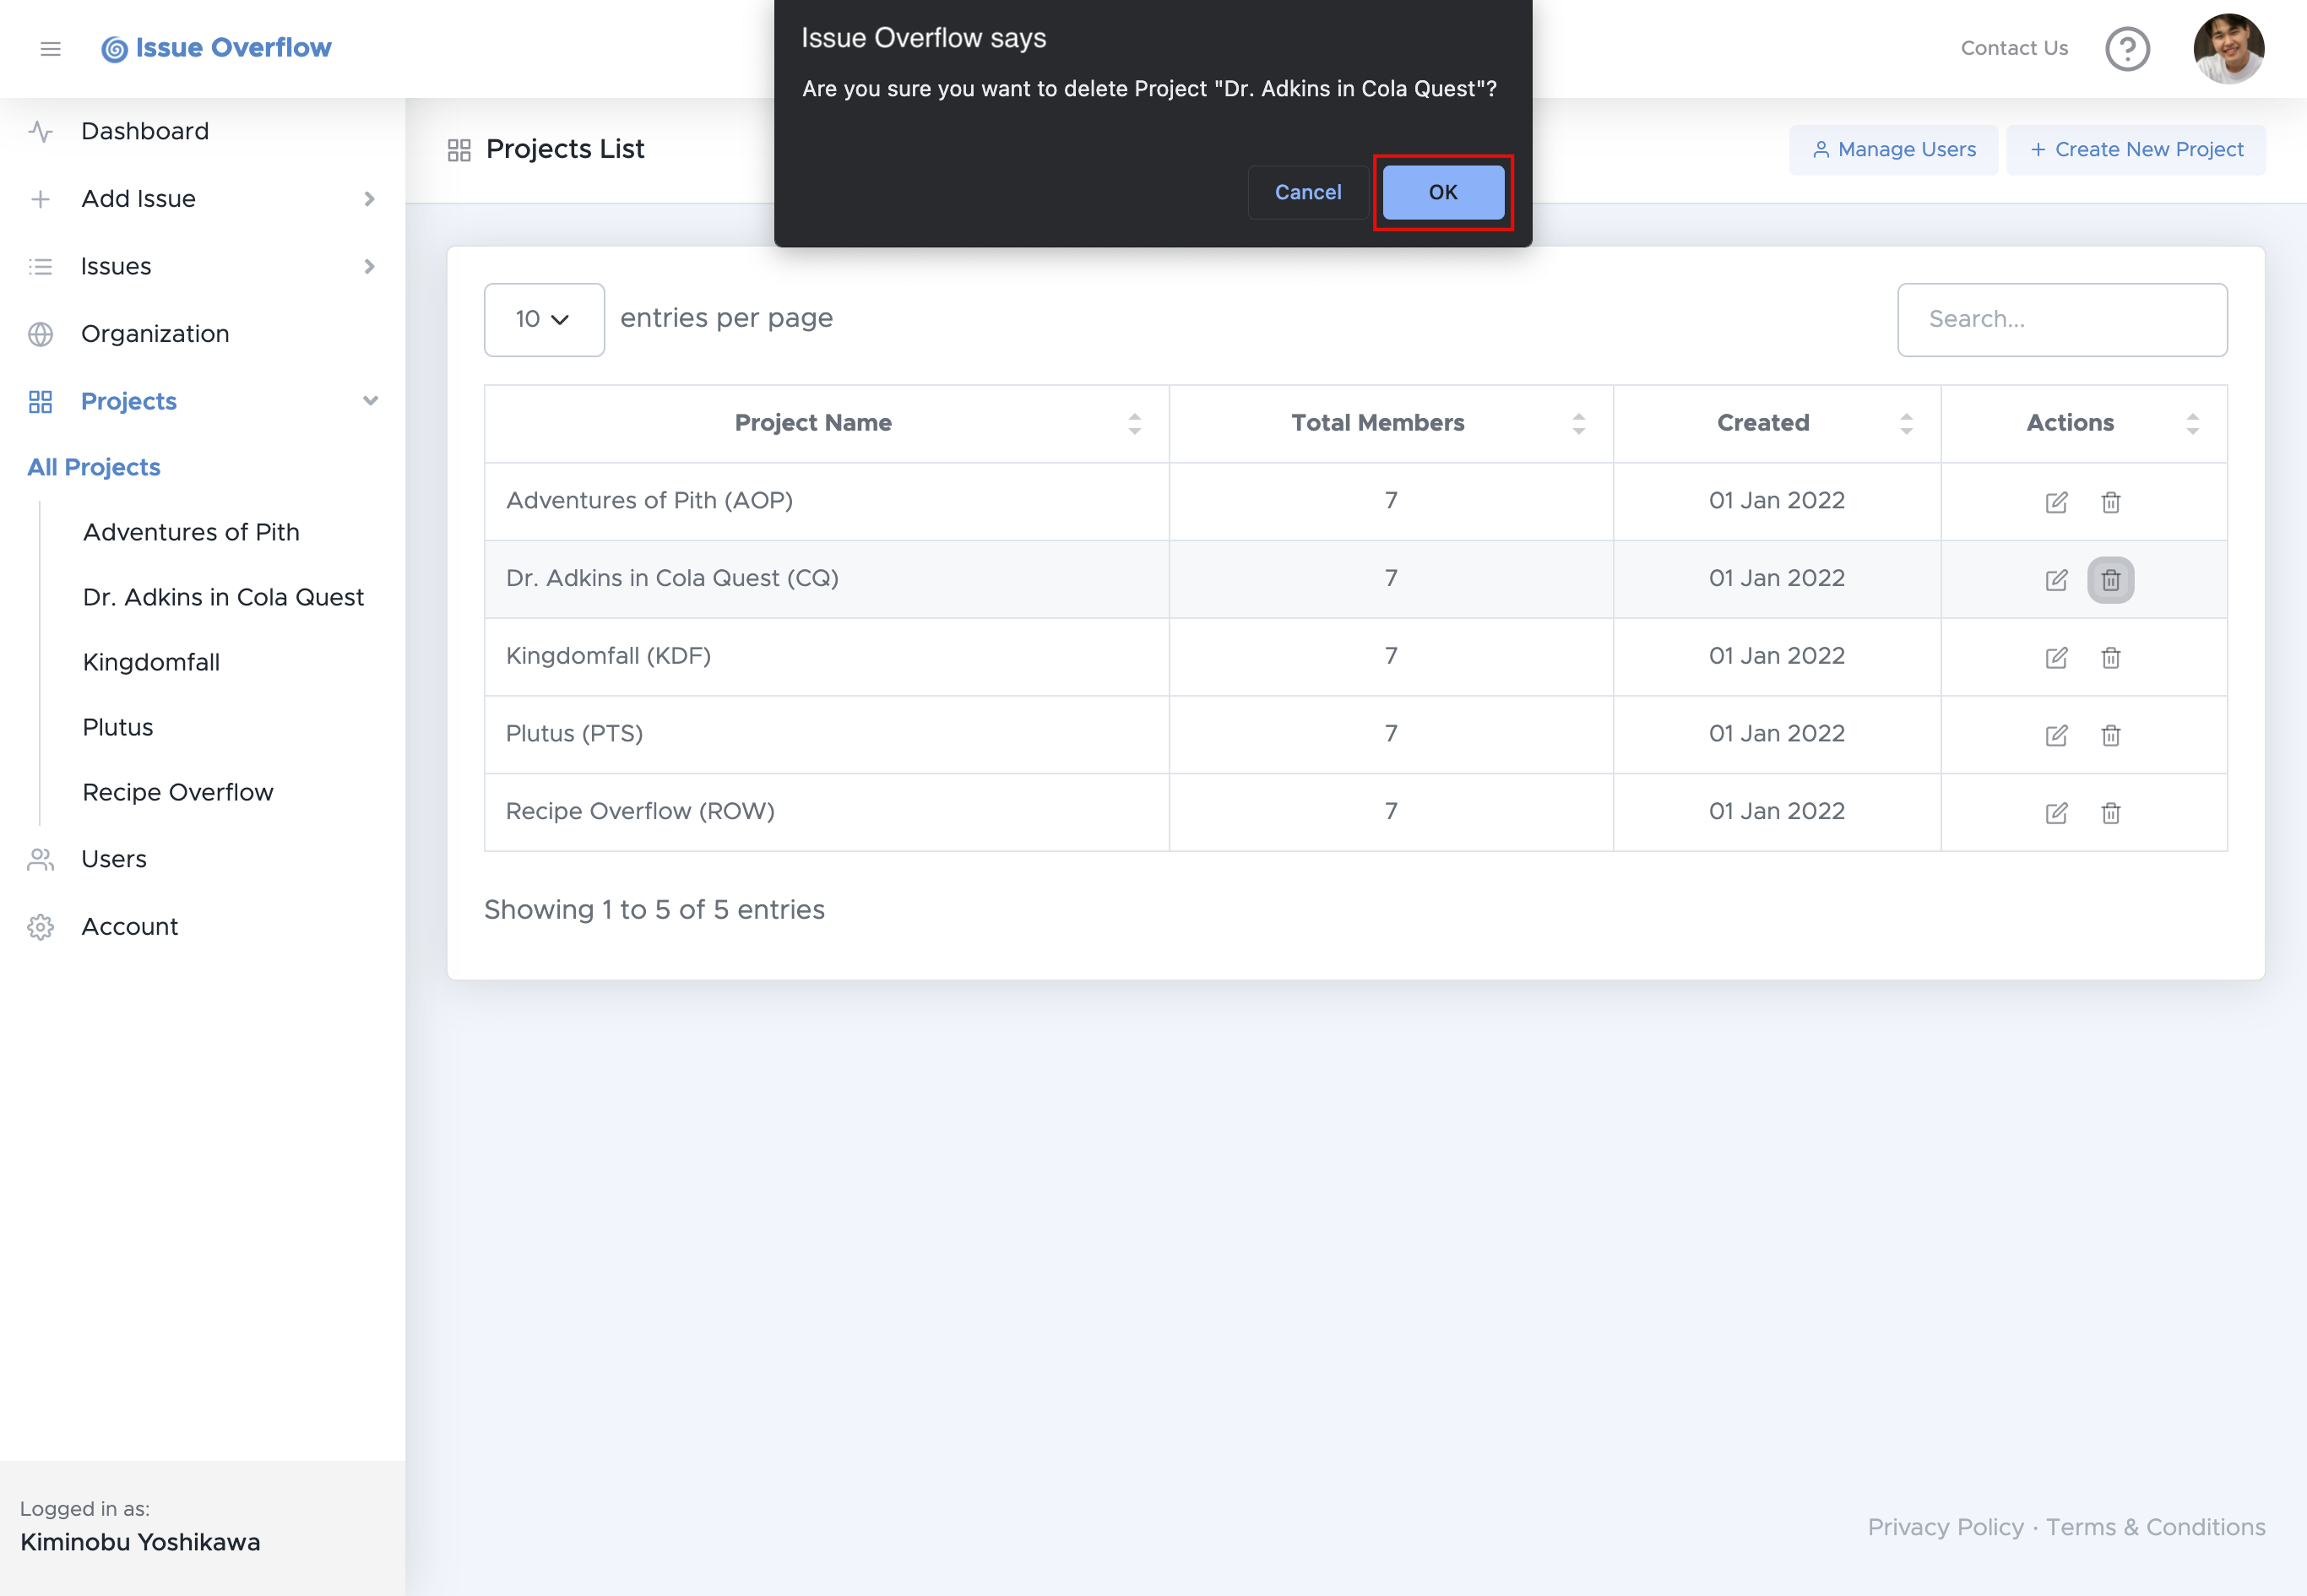 Issue Overflow
Issue Overflow says
Are you sure you want to delete Project "Dr. Adkins in Cola Quest"?
Cancel
OK
Contact Us
Dashboard
Add Issue
Issues
Organization
Projects
All Projects
Adventures of Pith
Dr. Adkins in Cola Quest
Kingdomfall
Plutus
Recipe Overflow
Users
Account
Logged in as:
Kiminobu Yoshikawa
Projects List
Manage Users
+ Create New Project
10 entries per page
Search...
Project Name Total Members Created Actions
Adventures of Pith (AOP) 7 01 Jan 2022
Dr. Adkins in Cola Quest (CQ) 7 01 Jan 2022
Kingdomfall (KDF) 7 01 Jan 2022
Plutus (PTS) 7 01 Jan 2022
Recipe Overflow (ROW) 7 01 Jan 2022
Showing 1 to 5 of 5 entries
Privacy Policy · Terms & Conditions